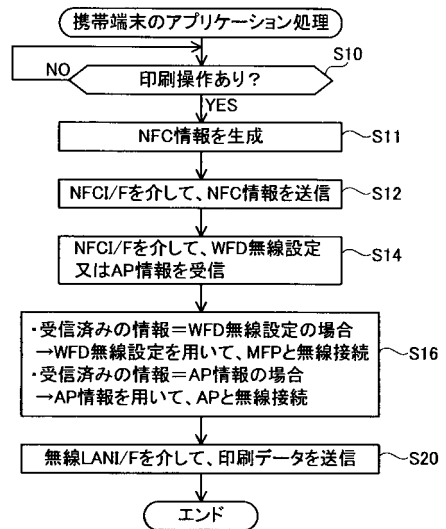 携帯端末のアプリケーション処理
NO
印刷操作あり?
S10
YES
NFC情報を生成
S11
NFCI/Fを介して、NFC情報を送信
S12
NFCI/Fを介して、WFD無線設定
又はAP情報を受信
S14
・受信済みの情報=WFD無線設定の場合
→WFD無線設定を用いて、MFPと無線接続
・受信済みの情報=AP情報の場合
→AP情報を用いて、APと無線接続
S16
無線LANI/Fを介して、印刷データを送信
S20
エンド